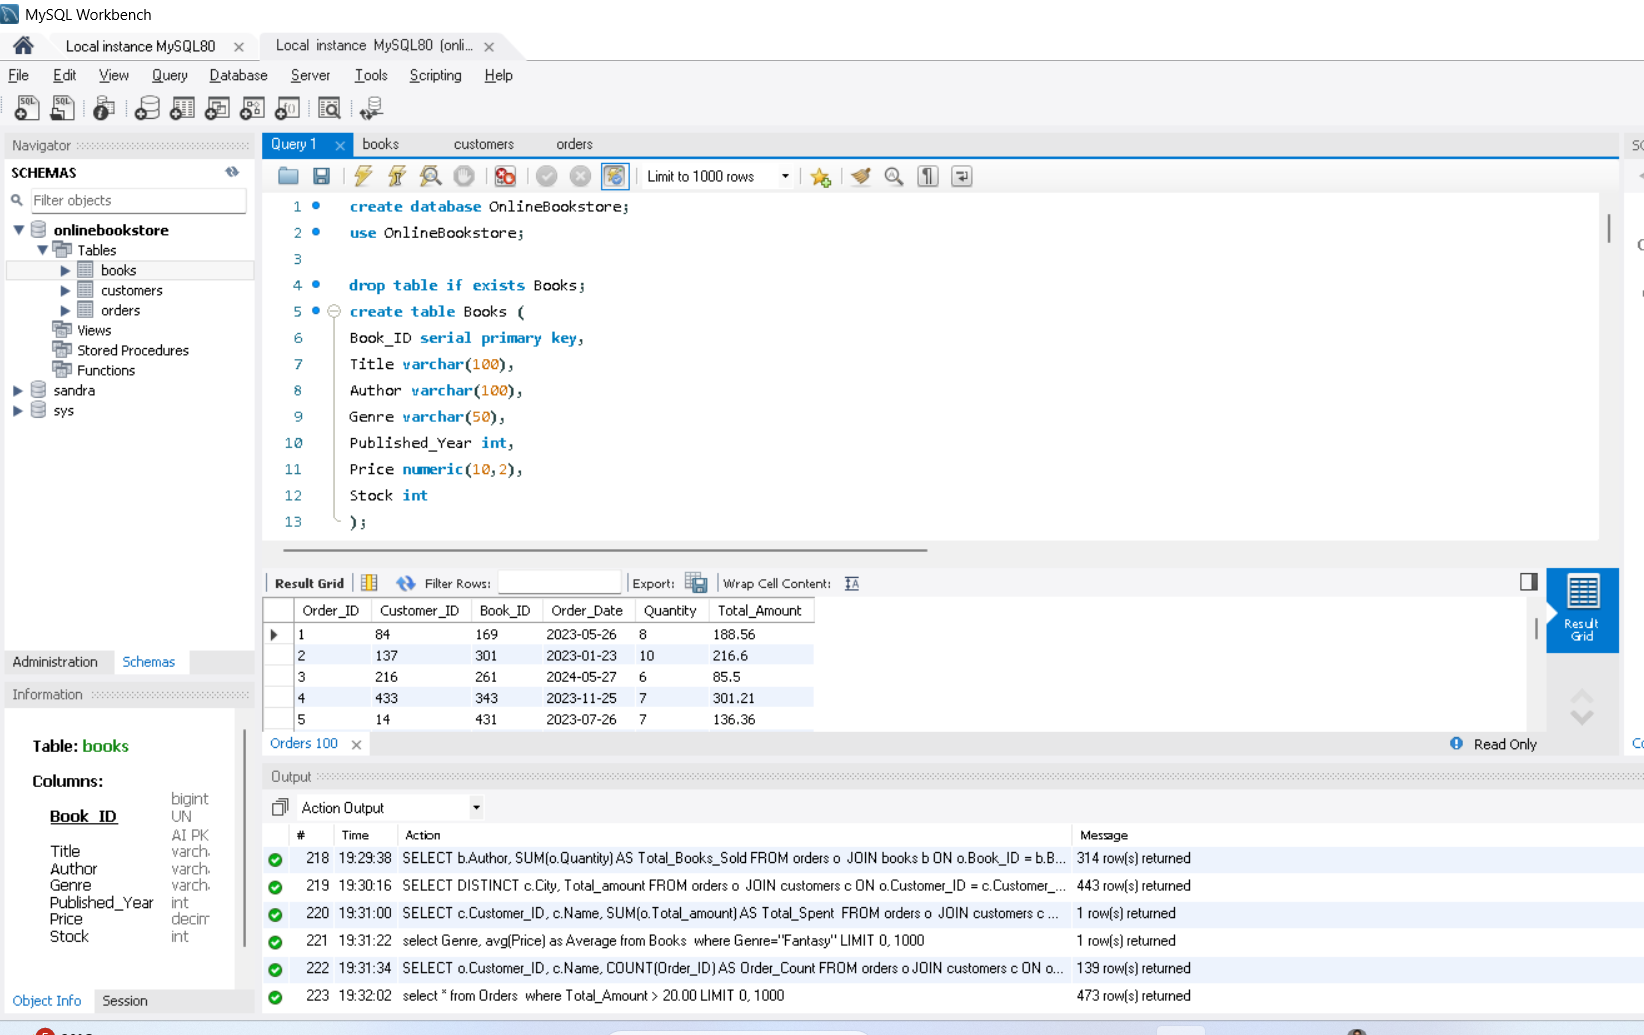 MySQL Workbench
Local instance MySQL80
Local instance MySQL80 (onli...
File Edit View Query Database Server Tools Scripting Help
Navigator
SCHEMAS
Filter objects
onlinebookstore
Tables
books
customers
orders
Views
Stored Procedures
Functions
sandra
sys
Administration Schemas
Information
Table: books
Columns:
Book_ID bigint UN AI PK
Title varch
Author varch
Genre varch
Published_Year int
Price decim
Stock int
Object Info Session
Query 1 books customers orders
Limit to 1000 rows
1 create database OnlineBookstore;
2 use OnlineBookstore;
3
4 drop table if exists Books;
5 create table Books (
6 Book_ID serial primary key,
7 Title varchar(100),
8 Author varchar(100),
9 Genre varchar(50),
10 Published_Year int,
11 Price numeric(10,2),
12 Stock int
13 );
Result Grid Filter Rows: Export: Wrap Cell Content:
Order_ID Customer_ID Book_ID Order_Date Quantity Total_Amount
1 84 169 2023-05-26 8 188.56
2 137 301 2023-01-23 10 216.6
3 216 261 2024-05-27 6 85.5
4 433 343 2023-11-25 7 301.21
5 14 431 2023-07-26 7 136.36
Result
Grid
Orders 100
Read Only
Output
Action Output
# Time Action Message
218 19:29:38 SELECT b.Author, SUM(o.Quantity) AS Total_Books_Sold FROM orders o JOIN books b ON o.Book_ID = b.B... 314 row(s) returned
219 19:30:16 SELECT DISTINCT c.City, Total_amount FROM orders o JOIN customers c ON o.Customer_ID = c.Customer_... 443 row(s) returned
220 19:31:00 SELECT c.Customer_ID, c.Name, SUM(o.Total_amount) AS Total_Spent FROM orders o JOIN customers c ... 1 row(s) returned
221 19:31:22 select Genre, avg(Price) as Average from Books where Genre="Fantasy" LIMIT 0, 1000 1 row(s) returned
222 19:31:34 SELECT o.Customer_ID, c.Name, COUNT(Order_ID) AS Order_Count FROM orders o JOIN customers c ON o... 139 row(s) returned
223 19:32:02 select * from Orders where Total_Amount > 20.00 LIMIT 0, 1000 473 row(s) returned